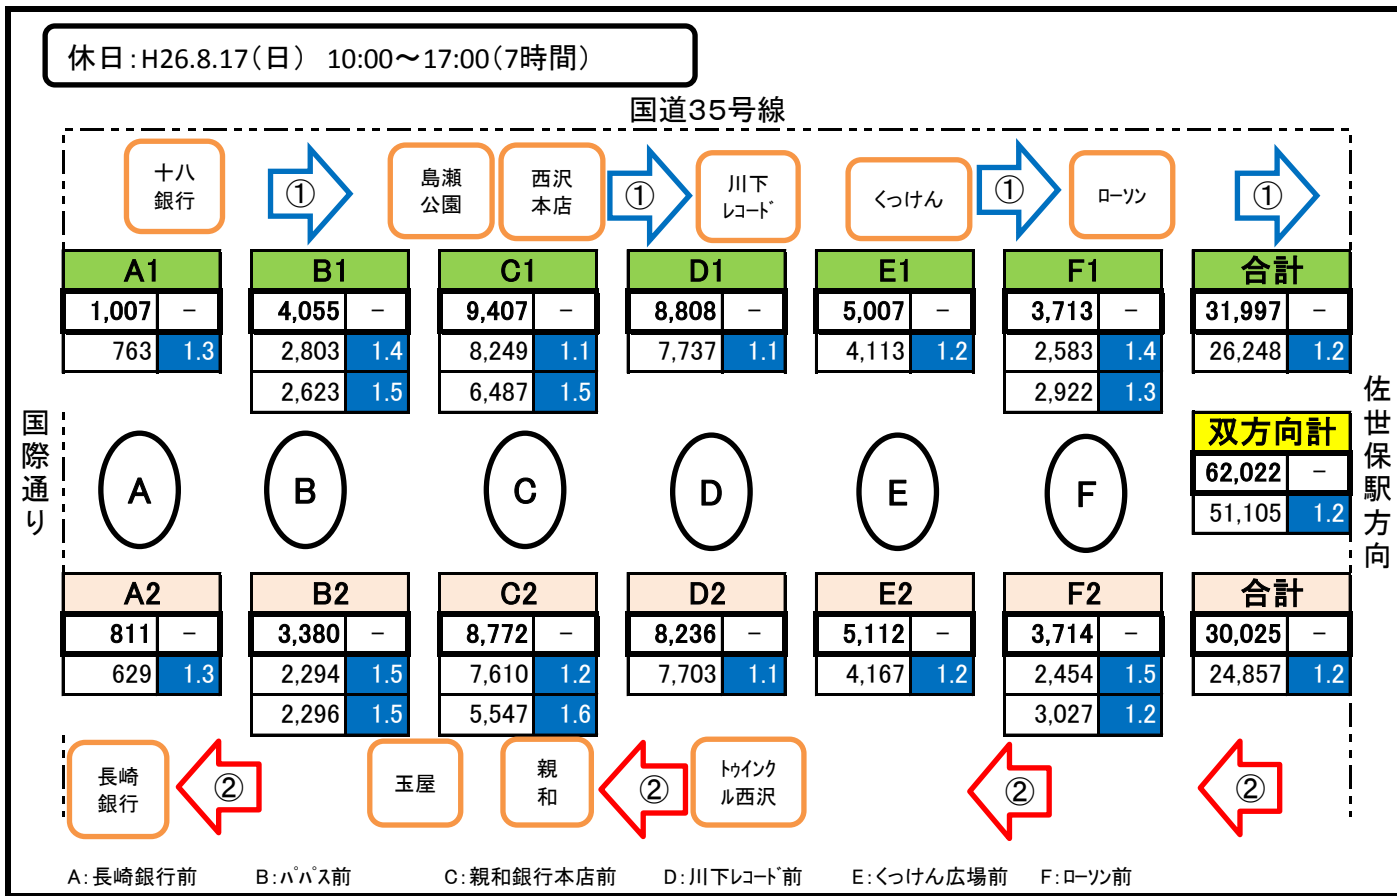 休日:H26.8.17(日) 10:00～17:00(7時間)
国道35号線
十八
銀行
①
島瀬
公園
西沢
本店
①
川下
ﾚｺｰﾄﾞ
くっけん
①
ﾛｰｿﾝ
①
A1 B1 C1 D1 E1 F1 合計
1,007 － 4,055 － 9,407 － 8,808 － 5,007 － 3,713 － 31,997 －
763 1.3 2,803 1.4 8,249 1.1 7,737 1.1 4,113 1.2 2,583 1.4 26,248 1.2
2,623 1.5 6,487 1.5 2,922 1.3
国際通り
A B C D E F
双方向計
62,022 －
51,105 1.2
佐世保駅方向
A2 B2 C2 D2 E2 F2 合計
811 － 3,380 － 8,772 － 8,236 － 5,112 － 3,714 － 30,025 －
629 1.3 2,294 1.5 7,610 1.2 7,703 1.1 4,167 1.2 2,454 1.5 24,857 1.2
2,296 1.5 5,547 1.6 3,027 1.2
長崎
銀行
②
玉屋
親
和
②
ﾄｩｲﾝｸ
ﾙ西沢
②
②
A:長崎銀行前 B:ﾊﾟﾊﾟｽ前 C:親和銀行本店前 D:川下ﾚｺｰﾄﾞ前 E:くっけん広場前 F:ﾛｰｿﾝ前